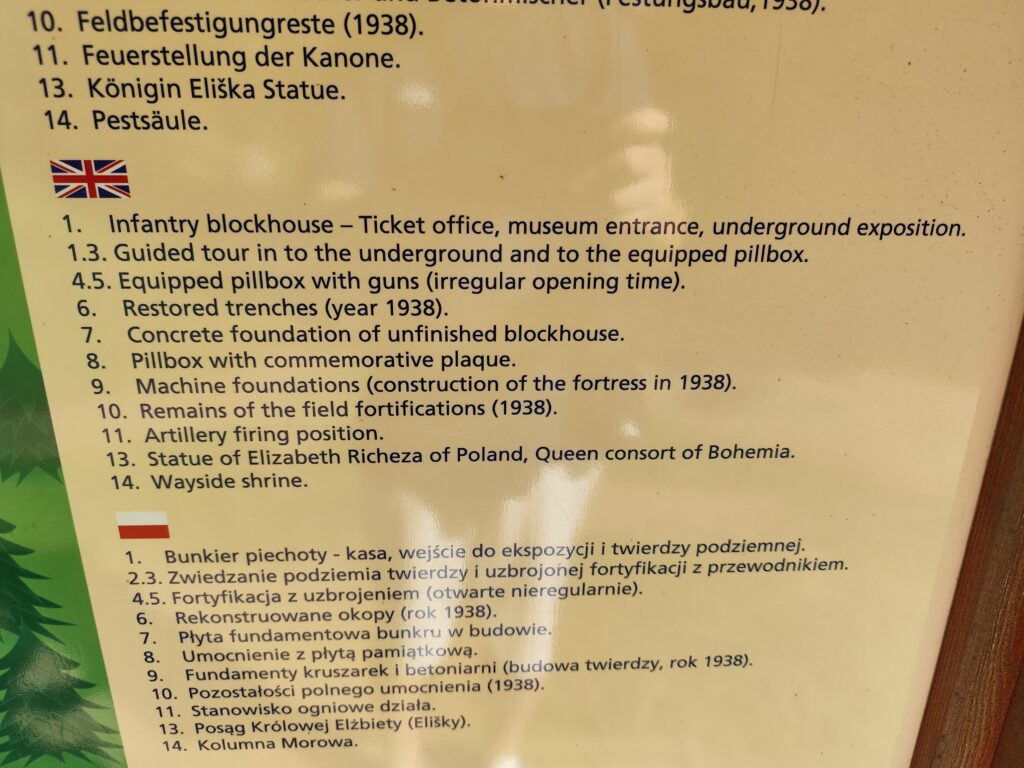 Betonmischer (Festungsbau, 1938).
10. Feldbefestigungreste (1938).
11. Feuerstellung der Kanone.
13. Königin Eliška Statue.
14. Pestsäule.
1. Infantry blockhouse – Ticket office, museum entrance, underground exposition.
1.3. Guided tour in to the underground and to the equipped pillbox.
4.5. Equipped pillbox with guns (irregular opening time).
6. Restored trenches (year 1938).
7. Concrete foundation of unfinished blockhouse.
8. Pillbox with commemorative plaque.
9. Machine foundations (construction of the fortress in 1938).
10. Remains of the field fortifications (1938).
11. Artillery firing position.
13. Statue of Elizabeth Richeza of Poland, Queen consort of Bohemia.
14. Wayside shrine.
1. Bunkier piechoty - kasa, wejście do ekspozycji i twierdzy podziemnej.
2.3. Zwiedzanie podziemia twierdzy i uzbrojonej fortyfikacji z przewodnikiem.
4.5. Fortyfikacja z uzbrojeniem (otwarte nieregularnie).
6. Rekonstruowane okopy (rok 1938).
7. Płyta fundamentowa bunkru w budowie.
8. Umocnienie z płytą pamiątkową.
9. Fundamenty kruszarek i betoniarni (budowa twierdzy, rok 1938).
10. Pozostałości polnego umocnienia (1938).
11. Stanowisko ogniowe działa.
13. Posąg Królowej Elżbiety (Elišky).
14. Kolumna Morowa.